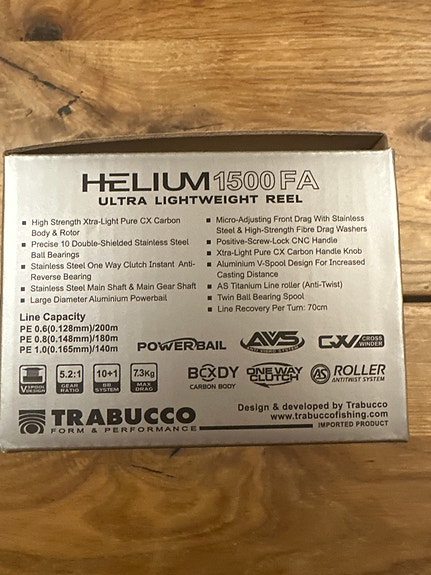 HELIUM 1500 FA
ULTRA LIGHTWEIGHT REEL
High Strength Xtra-Light Pure CX Carbon
Body & Rotor
Precise 10 Double-Shielded Stainless Steel
Ball Bearings
Stainless Steel One Way Clutch Instant Anti-
Reverse Bearing
Stainless Steel Main Shaft & Main Gear Shaft
Large Diameter Aluminium Powerbail
Micro-Adjusting Front Drag With Stainless
Steel & High-Strength Fibre Drag Washers
Positive-Screw-Lock CNC Handle
Xtra-Light Pure CX Carbon Handle Knob
Aluminium V-Spool Design For Increased
Casting Distance
AS Titanium Line roller (Anti-Twist)
Twin Ball Bearing Spool
Line Recovery Per Turn: 70cm
Line Capacity
PE 0.6(0.128mm)/200m
PE 0.8(0.148mm)/180m
PE 1.0(0.165mm)/140m
POWERBAIL
AVS
ANTI VIBRO SYSTEM
CW CROSS
WINDER
V SPOOL
DESIGN
5.2:1
GEAR
RATIO
10+1
BB
SYSTEM
7.3Kg
MAX
DRAG
BCXDY
CARBON BODY
ONE WAY
CLUTCH
AS ROLLER
ANTITWIST SYSTEM
TRABUCCO
FORM & PERFORMANCE
Design & developed by Trabucco
www.trabuccofishing.com
IMPORTED PRODUCT